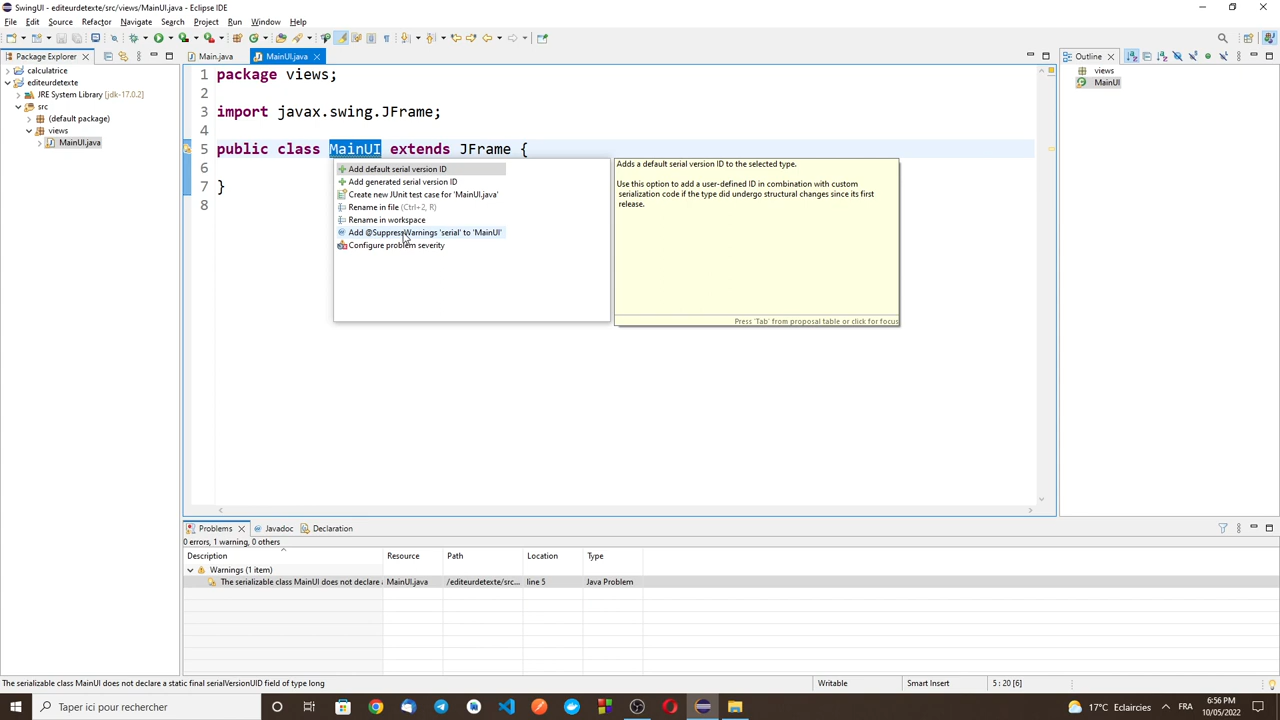 SwingUI - editeurdetexte/src/views/MainUI.java - Eclipse IDE
File Edit Source Refactor Navigate Search Project Run Window Help
Package Explorer
Main.java
MainUI.java
Outline
calculatrice
editeurdetexte
JRE System Library [jdk-17.0.2]
src
(default package)
views
MainUI.java
1 package views;
2
3 import javax.swing.JFrame;
4
5 public class MainUI extends JFrame {
6
7 }
8
Add default serial version ID
Add generated serial version ID
Create new JUnit test case for 'MainUI.java'
Rename in file (Ctrl+2, R)
Rename in workspace
Add @SuppressWarnings 'serial' to 'MainUI'
Configure problem severity
Adds a default serial version ID to the selected type.
Use this option to add a user-defined ID in combination with custom
serialization code if the type did undergo structural changes since its first
release.
Press 'Tab' from proposal table or click for focus
views
MainUI
Problems
Javadoc
Declaration
0 errors, 1 warning, 0 others
Description Resource Path Location Type
Warnings (1 item)
The serializable class MainUI does not declare a MainUI.java /editeurdetexte/src... line 5 Java Problem
The serializable class MainUI does not declare a static final serialVersionUID field of type long
Writable
Smart Insert
5 : 20 [6]
Taper ici pour rechercher
17°C Eclaircies
FRA
6:56 PM
10/05/2022